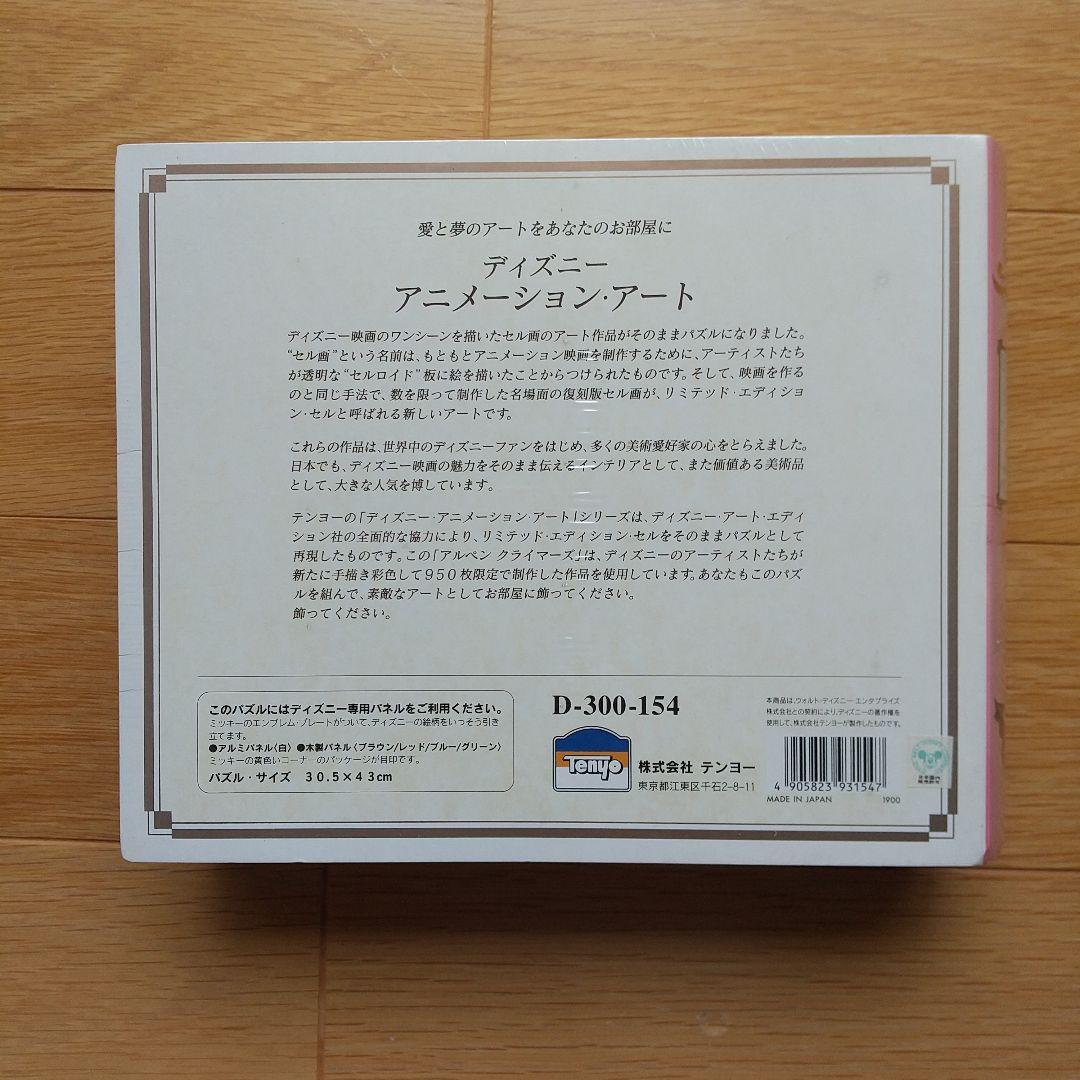 愛と夢のアートをあなたのお部屋に
ディズニー
アニメーション・アート
ディズニー映画のワンシーンを描いたセル画のアート作品がそのままパズルになりました。
“セル画”という名前は、もともとアニメーション映画を制作するために、アーティストたち
が透明な“セルロイド”板に絵を描いたことからつけられたものです。そして、映画を作る
のと同じ手法で、数を限って制作した名場面の復刻版セル画が、リミテッド・エディショ
ン・セルと呼ばれる新しいアートです。
これらの作品は、世界中のディズニーファンをはじめ、多くの美術愛好家の心をとらえました。
日本でも、ディズニー映画の魅力をそのまま伝えるインテリアとして、また価値ある美術品
として、大きな人気を博しています。
テンヨーの「ディズニー・アニメーション・アート」シリーズは、ディズニー・アート・エディ
ション社の全面的な協力により、リミテッド・エディション・セルをそのままパズルとして
再現したものです。この「アルペン クライマーズ」は、ディズニーのアーティストたちが
新たに手描き彩色して950枚限定で制作した作品を使用しています。あなたもこのパズ
ルを組んで、素敵なアートとしてお部屋に飾ってください。
飾ってください。
このパズルにはディズニー専用パネルをご利用ください。
ミッキーのエンブレム・プレートがついて、ディズニーの絵柄をいっそう引き
立てます。
●アルミパネル〈白〉 ●木製パネル〈ブラウン/レッド/ブルー/グリーン〉
ミッキーの黄色いコーナーのパッケージが目印です。
パズル・サイズ 30.5×43cm
D-300-154
Tenyo
株式会社 テンヨー
東京都江東区千石2-8-11
本商品は、ウォルト・ディズニー・エンタプライズ
株式会社との契約により、ディズニーの著作権を
使用して、株式会社テンヨーが製作したものです。
4 905823 931547
MADE IN JAPAN 1900